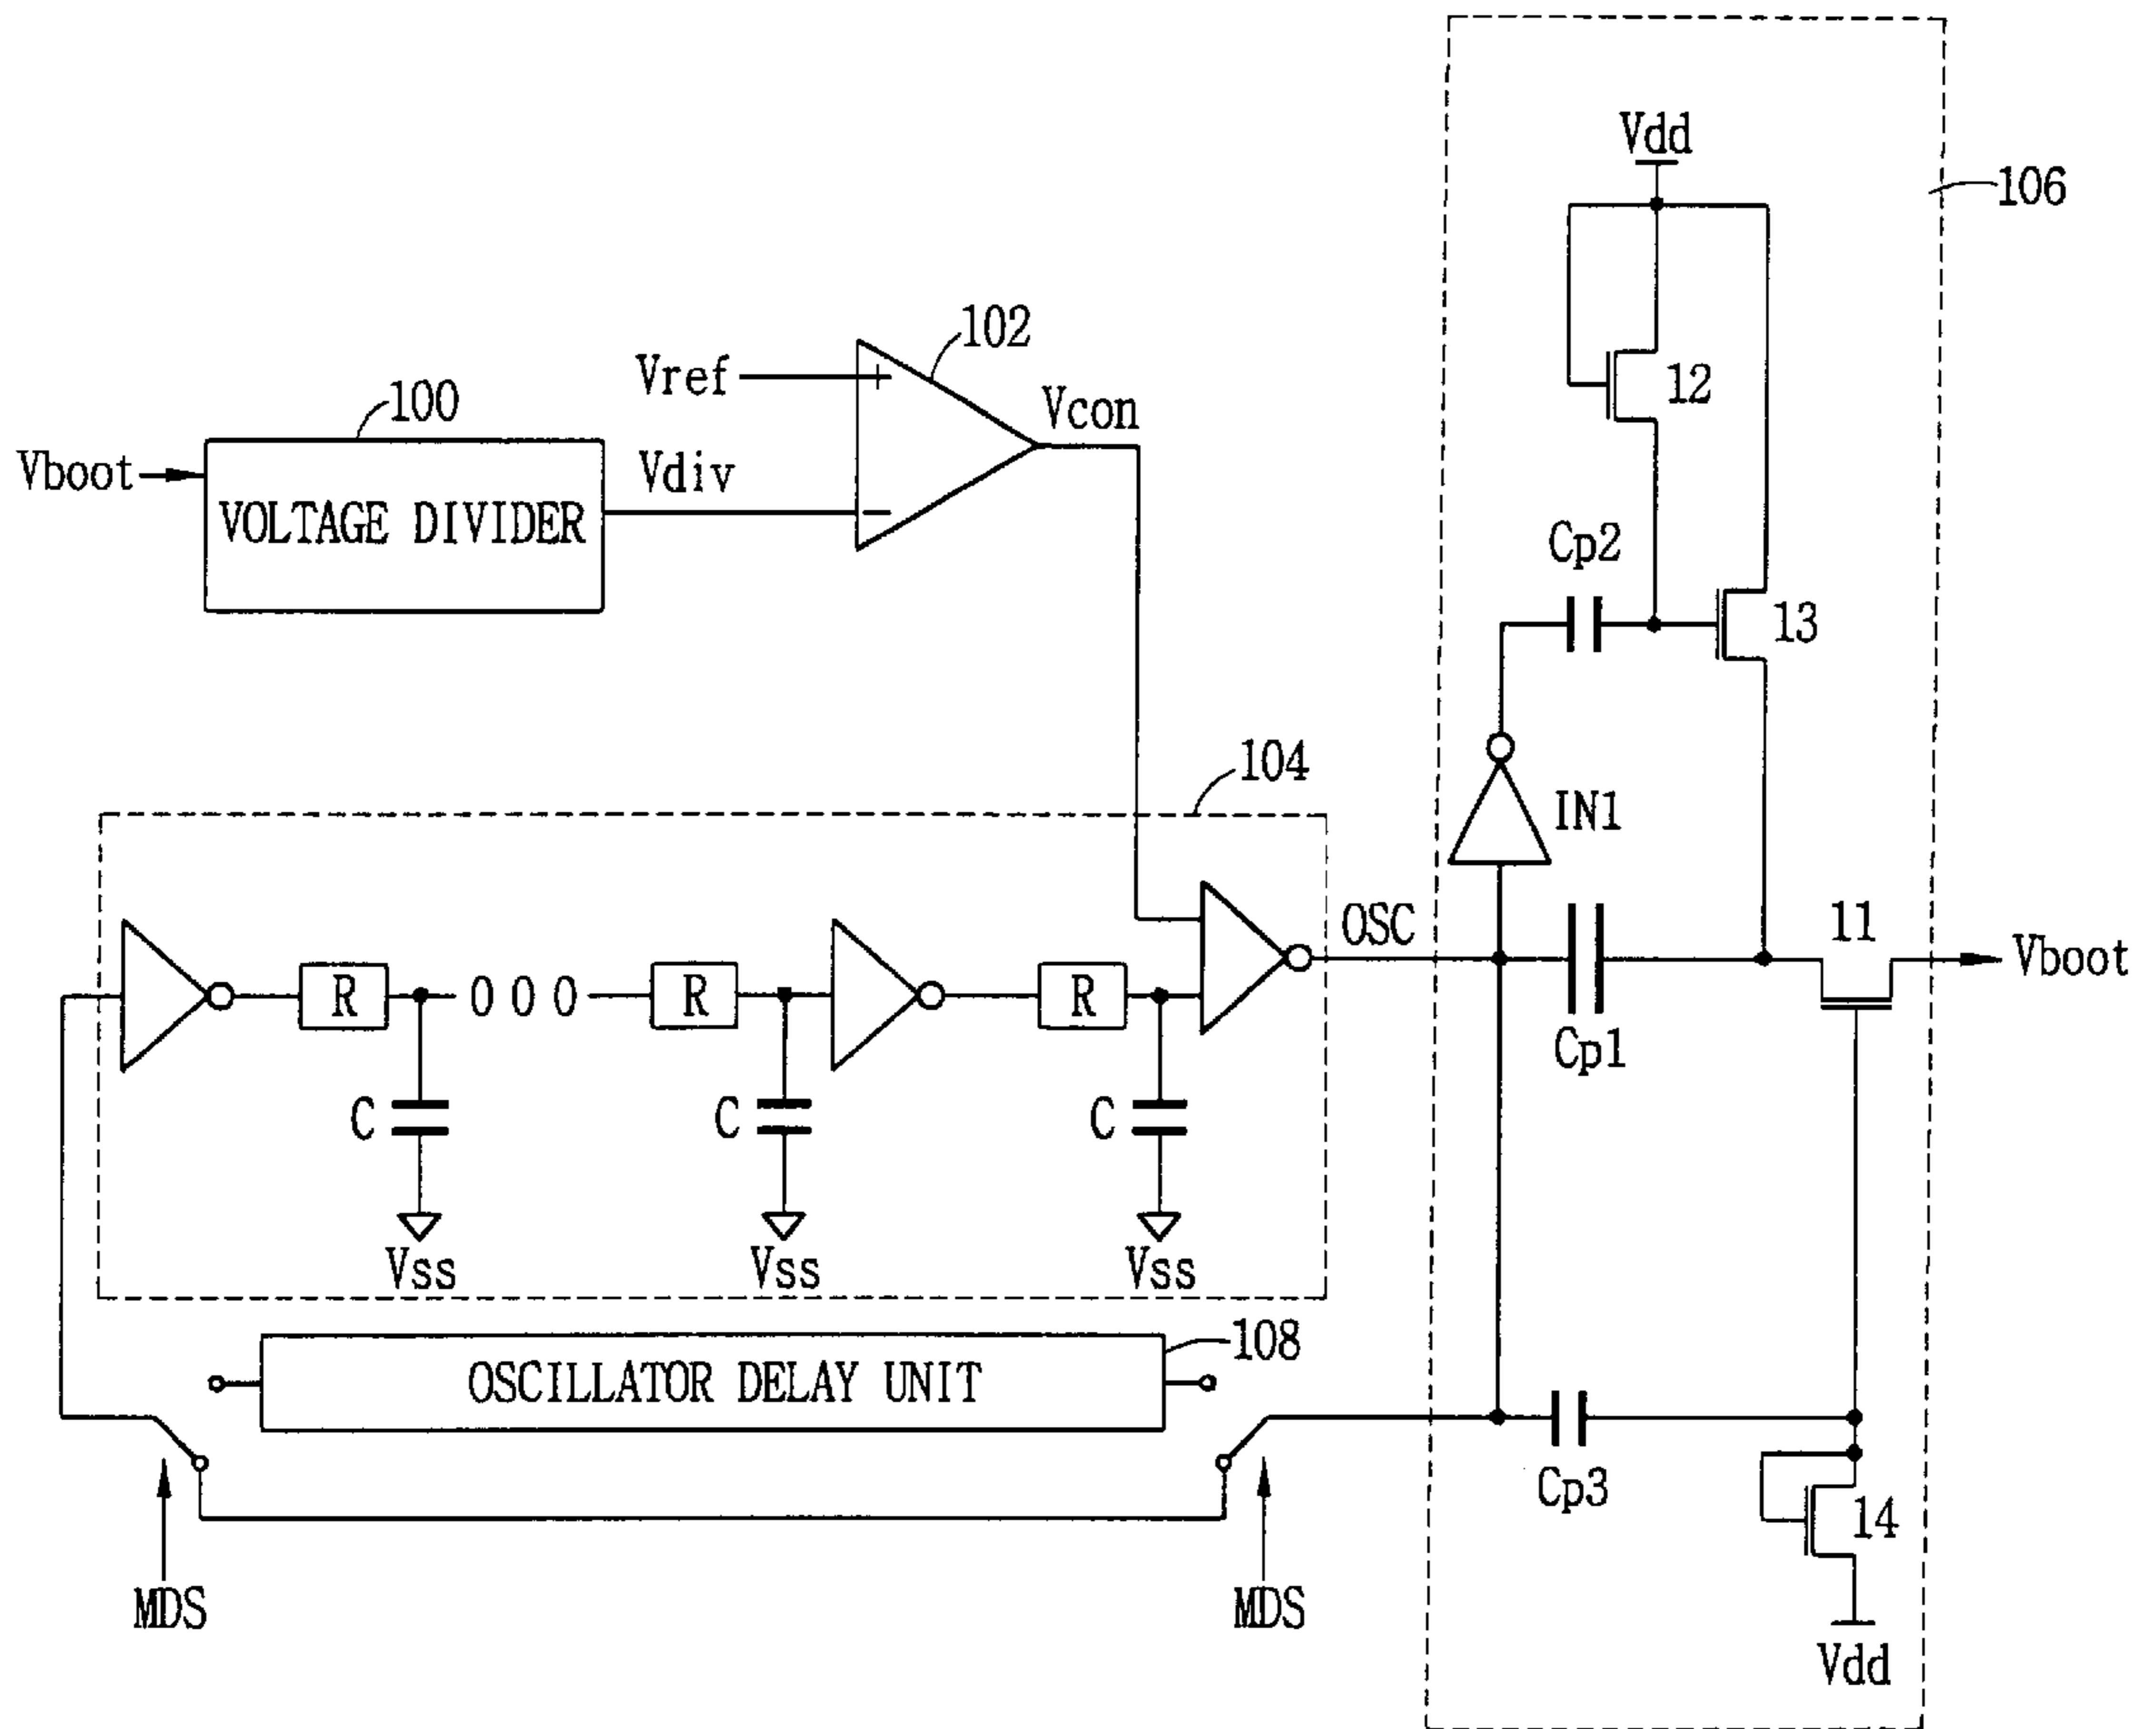 Vdd
106
102
Vref
+
Vcon
12
100
Vboot
VOLTAGE DIVIDER
Vdiv
−
Cp2
13
104
IN1
OSC
11
Vboot
R
0 0 0
R
R
Cp1
C
C
C
Vss
Vss
Vss
108
OSCILLATOR DELAY UNIT
Cp3
14
MDS
MDS
Vdd